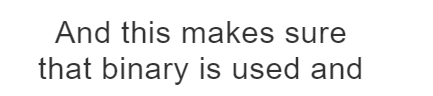 And this makes sure
that binary is used and